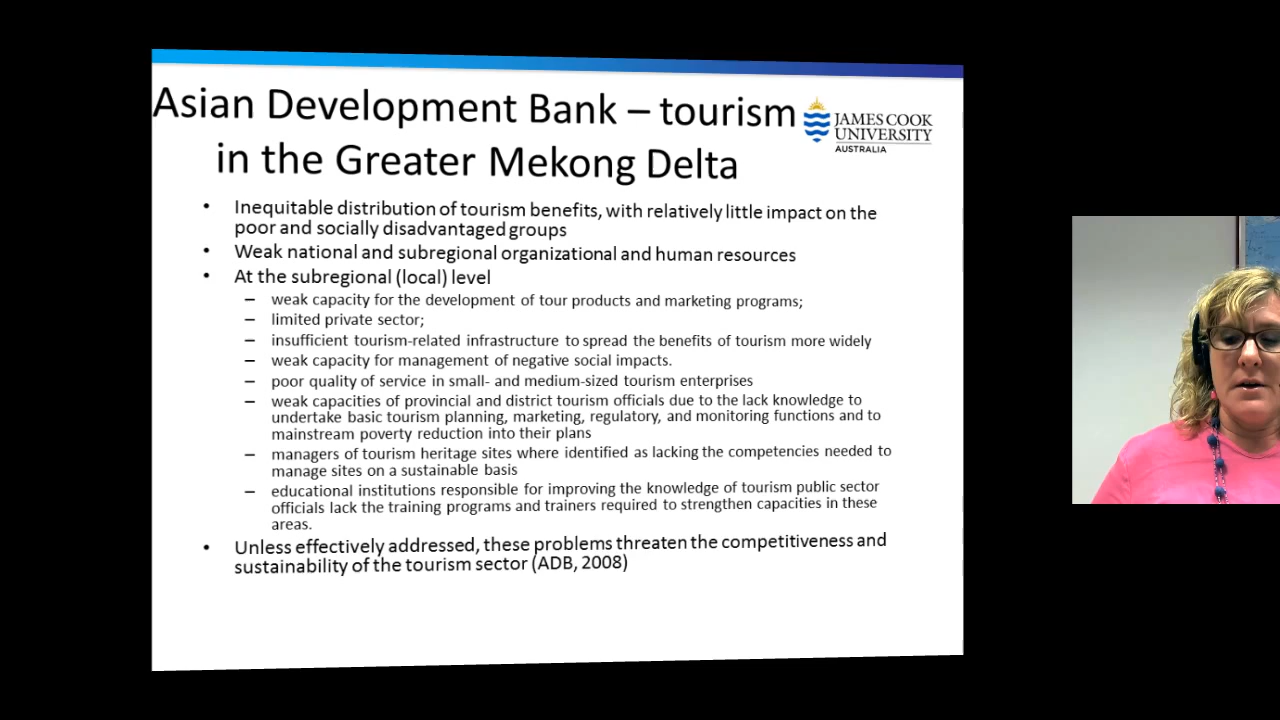 Asian Development Bank – tourism
in the Greater Mekong Delta
JAMES COOK
UNIVERSITY
AUSTRALIA
• Inequitable distribution of tourism benefits, with relatively little impact on the
poor and socially disadvantaged groups
• Weak national and subregional organizational and human resources
• At the subregional (local) level
– weak capacity for the development of tour products and marketing programs;
– limited private sector;
– insufficient tourism-related infrastructure to spread the benefits of tourism more widely
– weak capacity for management of negative social impacts.
– poor quality of service in small- and medium-sized tourism enterprises
– weak capacities of provincial and district tourism officials due to the lack knowledge to
undertake basic tourism planning, marketing, regulatory, and monitoring functions and to
mainstream poverty reduction into their plans
– managers of tourism heritage sites where identified as lacking the competencies needed to
manage sites on a sustainable basis
– educational institutions responsible for improving the knowledge of tourism public sector
officials lack the training programs and trainers required to strengthen capacities in these
areas.
• Unless effectively addressed, these problems threaten the competitiveness and
sustainability of the tourism sector (ADB, 2008)